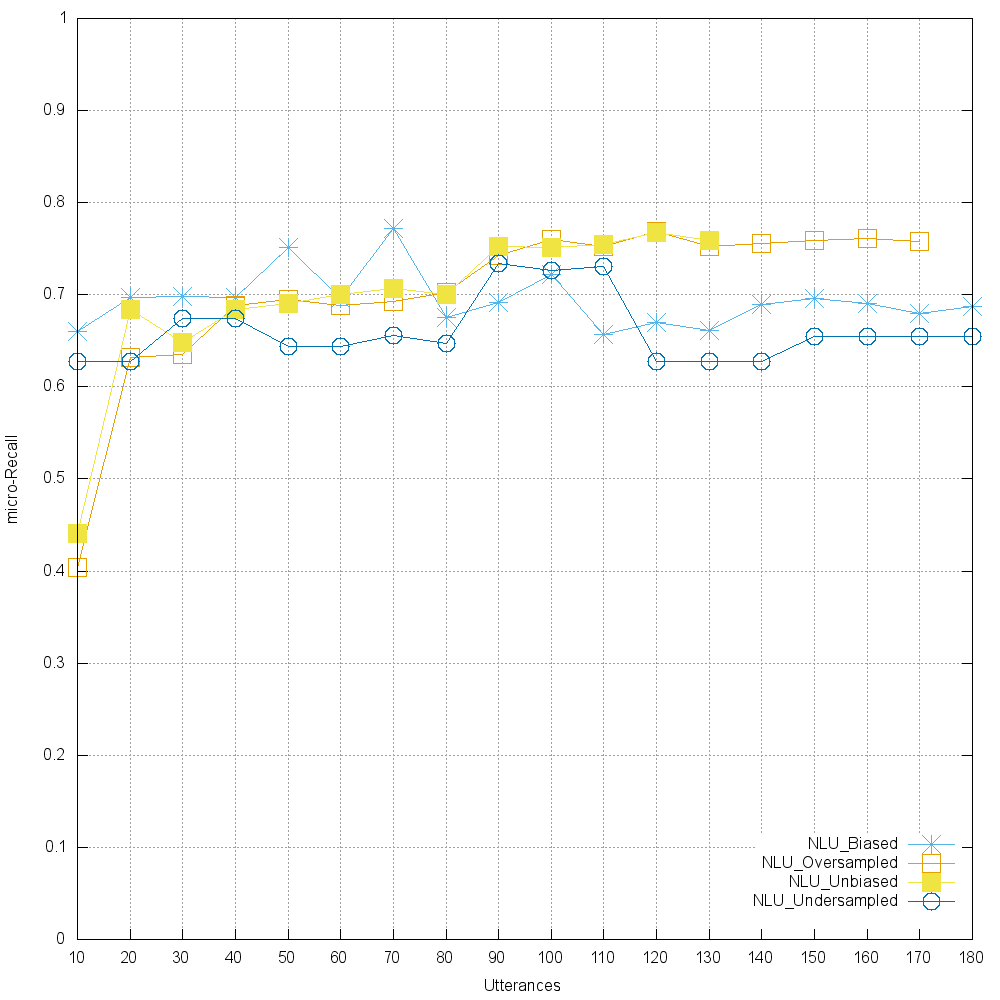 1
0.9
0.8
0.7
0.6
0.5
0.4
0.3
0.2
0.1
0
micro-Recall
10 20 30 40 50 60 70 80 90 100 110 120 130 140 150 160 170 180
Utterances
NLU_Biased
NLU_Oversampled
NLU_Unbiased
NLU_Undersampled